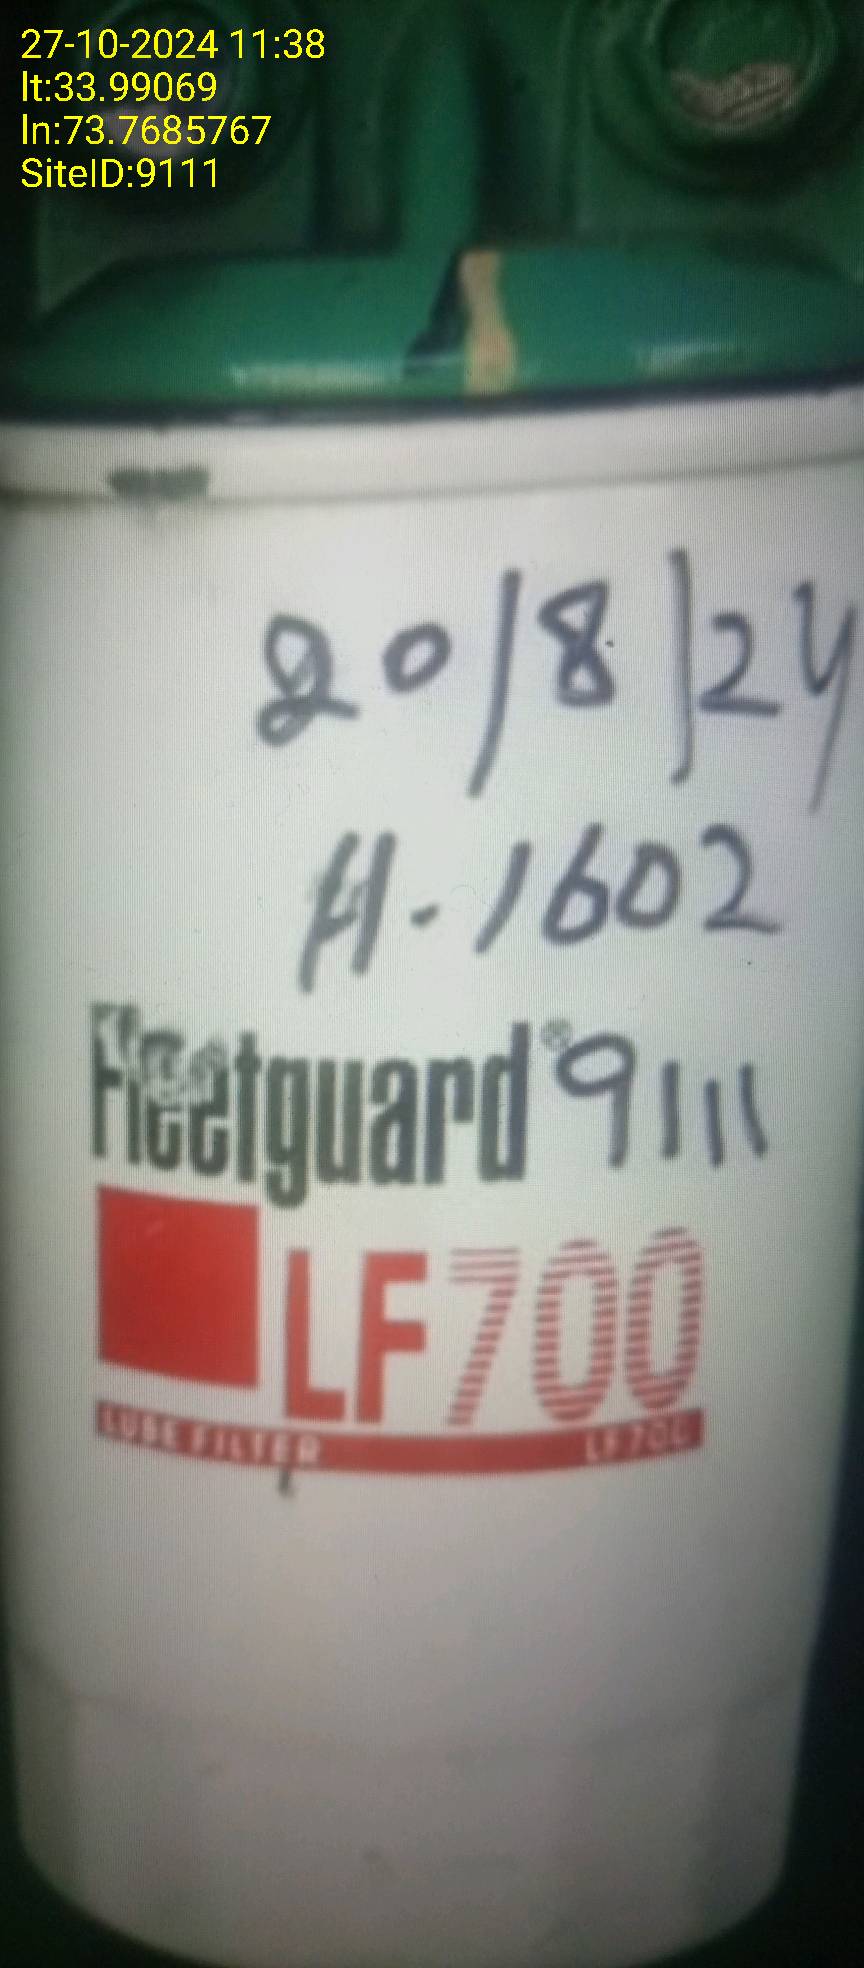 27-10-2024 11:38
lt:33.99069
ln:73.7685767
SiteID:9111
20/8/24
H.1602
Fleetguard® 9111
LF700
LUBE FILTER LF700